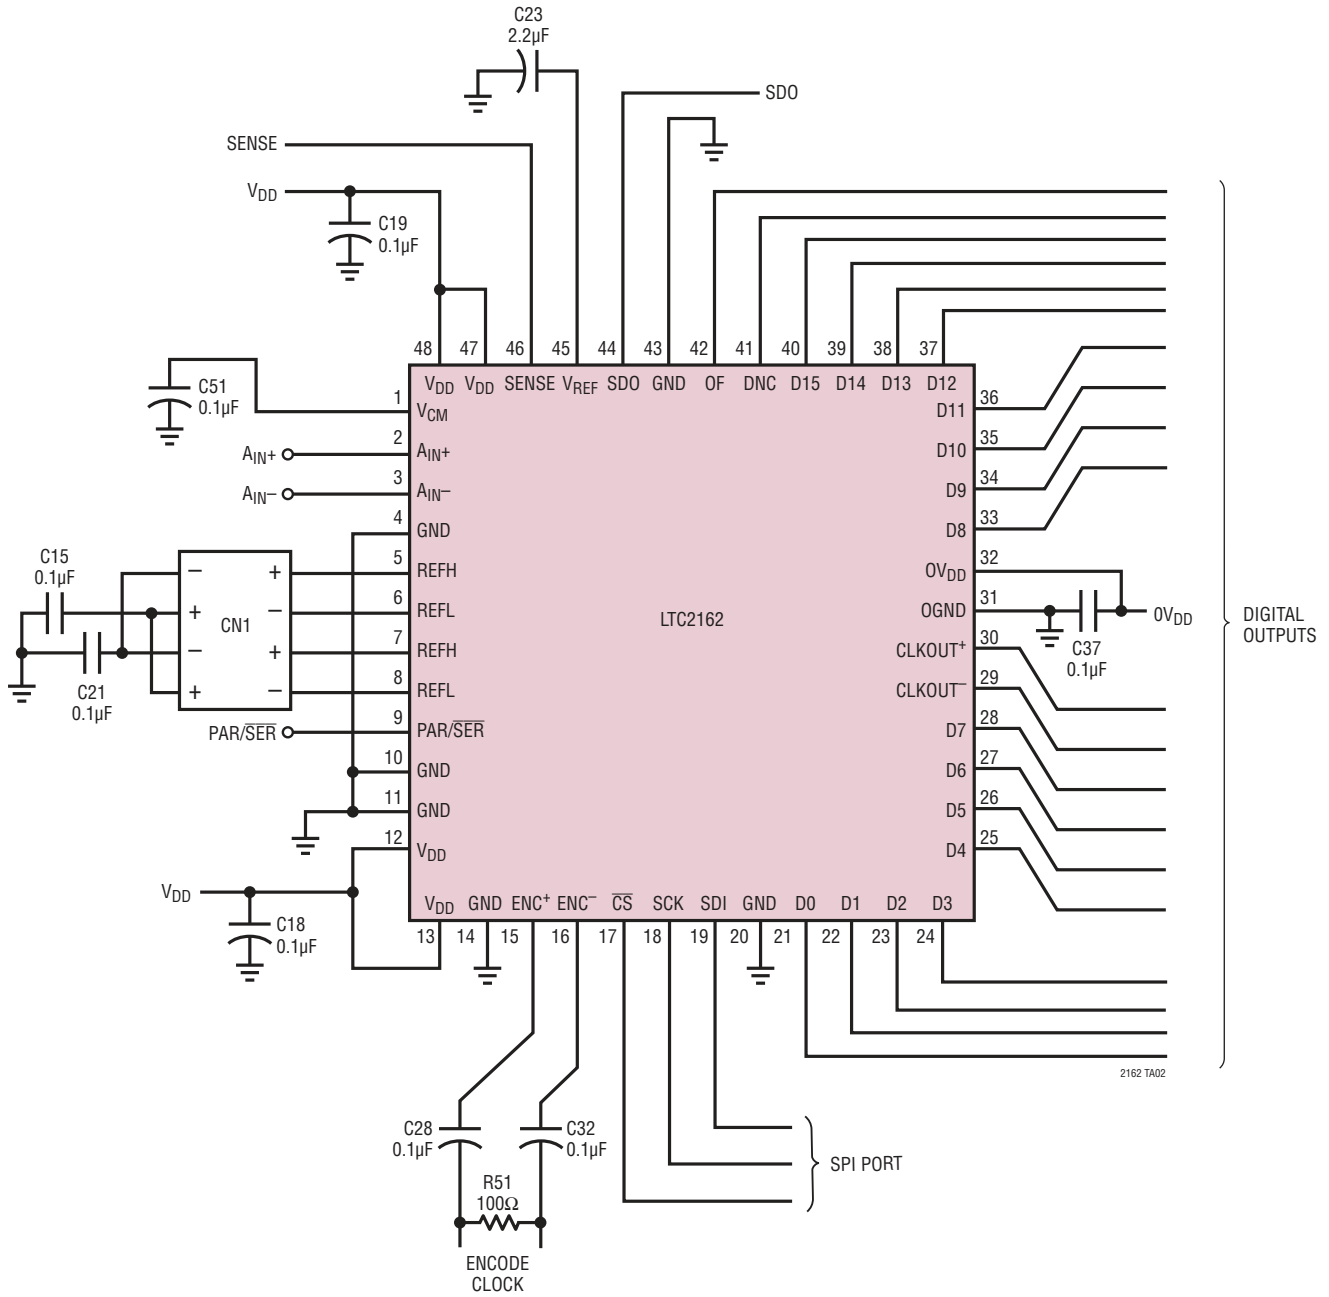 C23
2.2µF
SDO
SENSE
VDD
C19
0.1µF
48 47 46 45 44 43 42 41 40 39 38 37
VDD VDD SENSE VREF SDO GND OF DNC D15 D14 D13 D12
C51
0.1µF
1
VCM
2
AIN+
AIN+
3
AIN−
AIN−
4
GND
5
REFH
6
REFL
7
REFH
8
REFL
9
PAR/SER
PAR/SER
10
GND
11
GND
12
VDD
C15
0.1µF
C21
0.1µF
− +
+ −
CN1
− +
+ −
LTC2162
36
D11
35
D10
34
D9
33
D8
32
OVDD
31
OGND
30
CLKOUT+
29
CLKOUT−
28
D7
27
D6
26
D5
25
D4
0VDD
C37
0.1µF
DIGITAL
OUTPUTS
VDD
C18
0.1µF
VDD GND ENC+ ENC− CS SCK SDI GND D0 D1 D2 D3
13 14 15 16 17 18 19 20 21 22 23 24
2162 TA02
C28
0.1µF
C32
0.1µF
R51
100Ω
SPI PORT
ENCODE
CLOCK